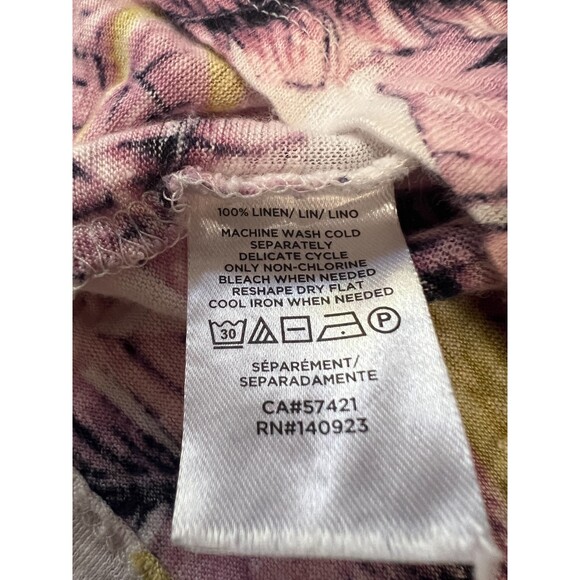 100% LINEN/ LIN/ LINO
MACHINE WASH COLD
SEPARATELY
DELICATE CYCLE
ONLY NON-CHLORINE
BLEACH WHEN NEEDED
RESHAPE DRY FLAT
COOL IRON WHEN NEEDED
30 P
SÉPARÉMENT/
SEPARADAMENTE
CA#57421
RN#140923